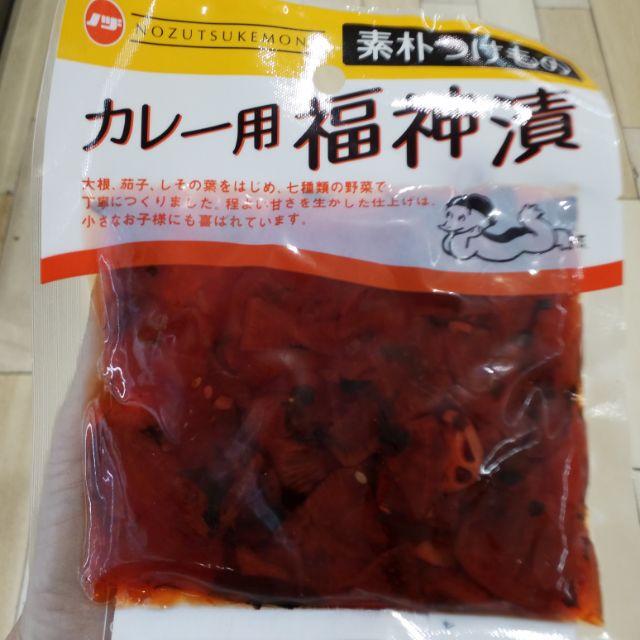 ノヅ
NOZUTSUKEMONO
素朴つけもの
カレー用福神漬
大根、茄子、しその葉をはじめ、七種類の野菜で
丁寧につくりました。程よい甘さを生かした仕上げは、
小さなお子様にも喜ばれています。